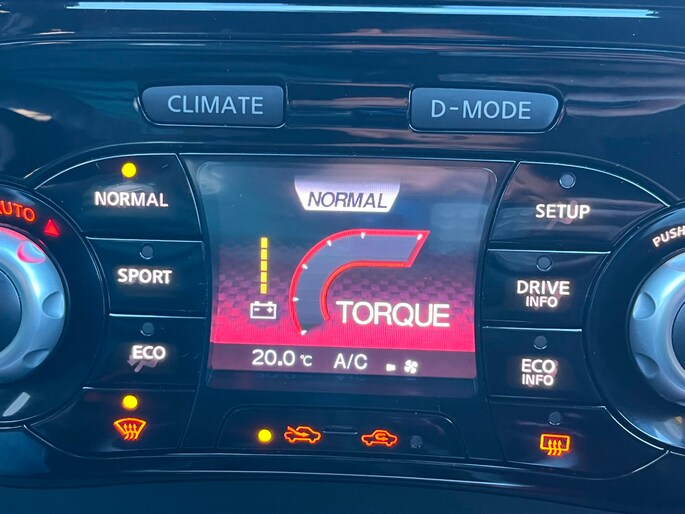 CLIMATE
D-MODE
NORMAL
NORMAL
SETUP
AUTO
PUSH
SPORT
DRIVE
INFO
TORQUE
ECO
ECO
INFO
20.0 °C A/C